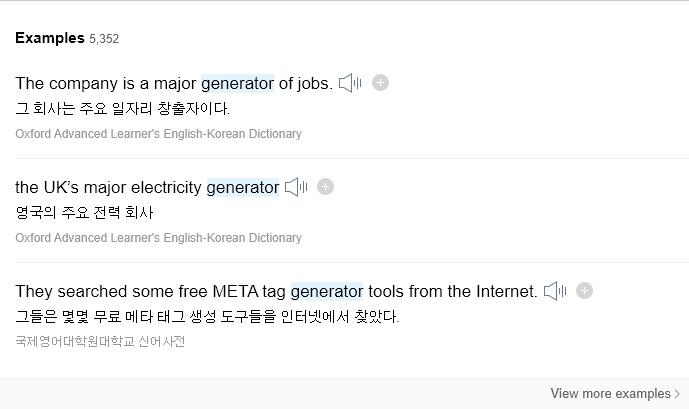 Examples 5,352
The company is a major generator of jobs.
그 회사는 주요 일자리 창출자이다.
Oxford Advanced Learner's English-Korean Dictionary
the UK’s major electricity generator
영국의 주요 전력 회사
Oxford Advanced Learner's English-Korean Dictionary
They searched some free META tag generator tools from the Internet.
그들은 몇몇 무료 메타 태그 생성 도구들을 인터넷에서 찾았다.
국제영어대학원대학교 신어사전
View more examples